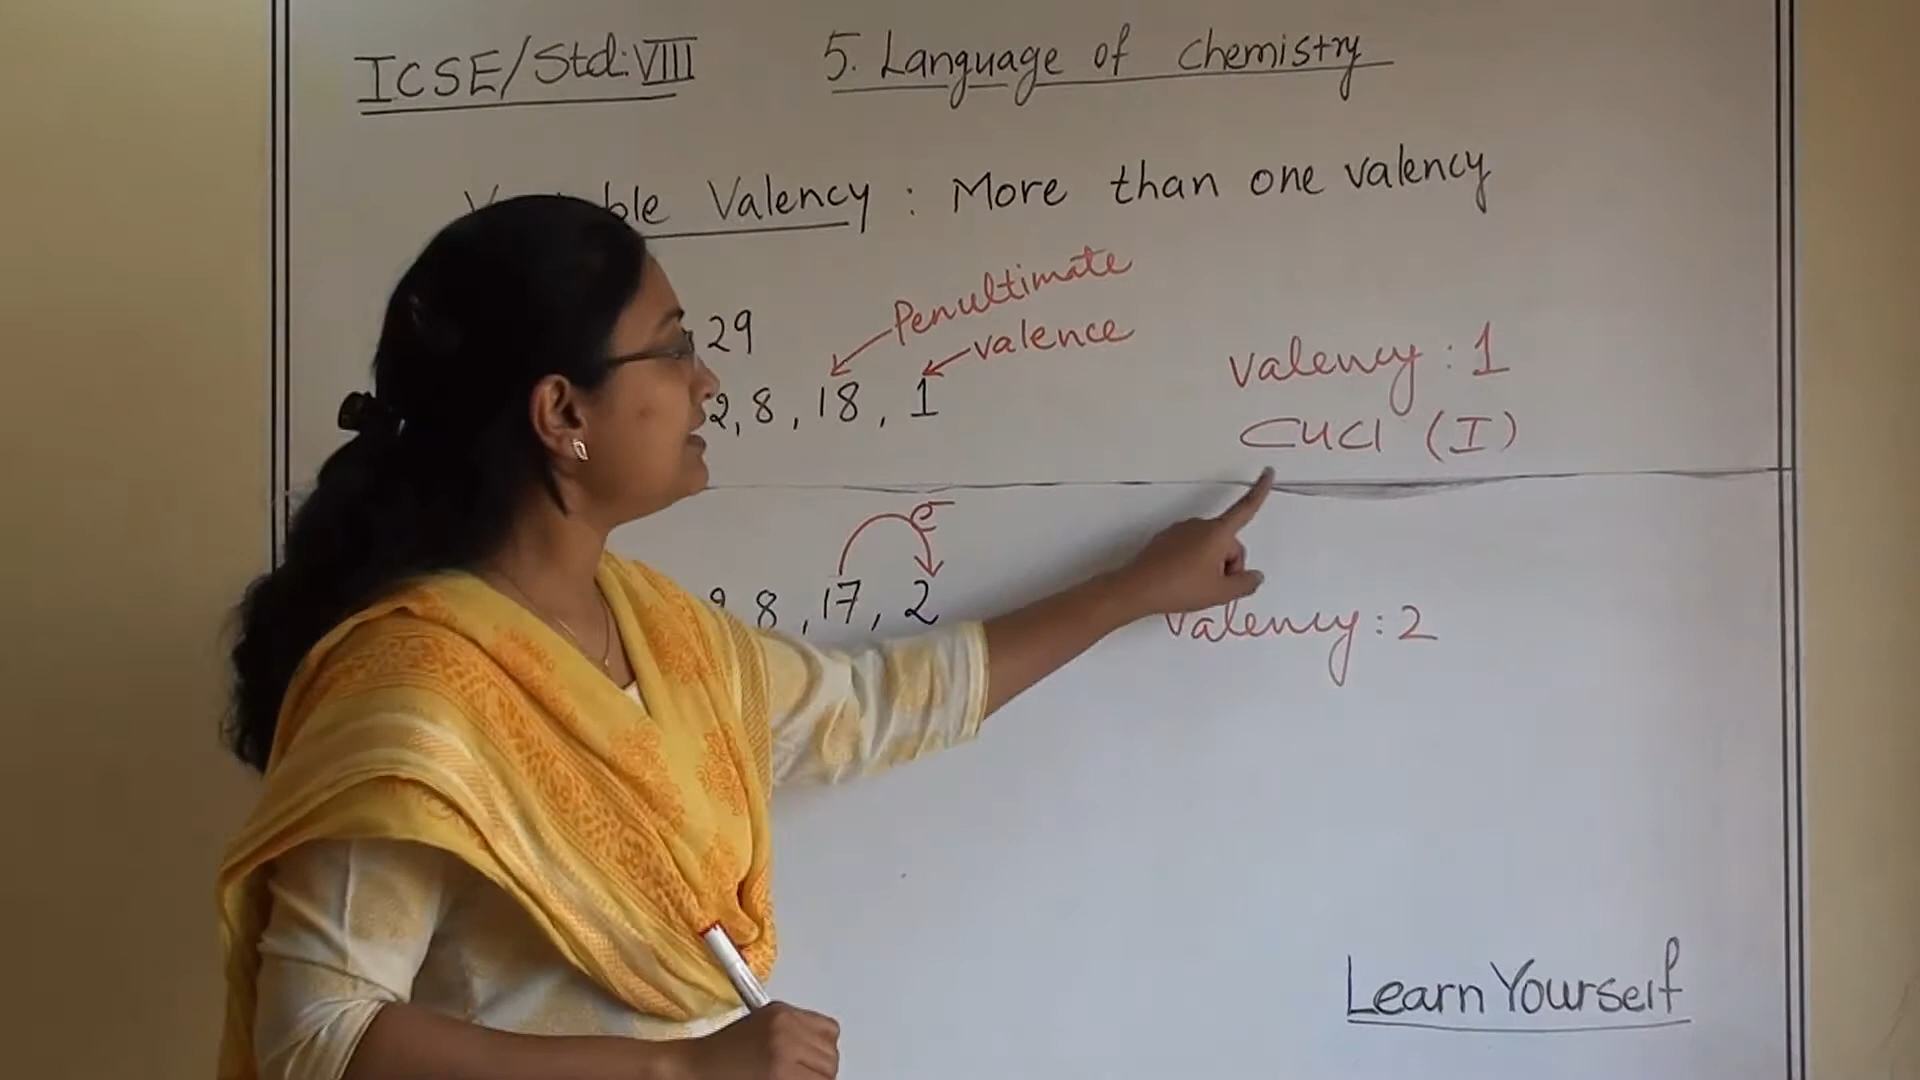 ICSE/Std:VIII 5. Language of Chemistry
ble Valency : More than one valency
Penultimate
29 valence
2, 8, 18, 1 valency : 1
CuCl (I)
e-
8, 17, 2 valency : 2
Learn Yourself